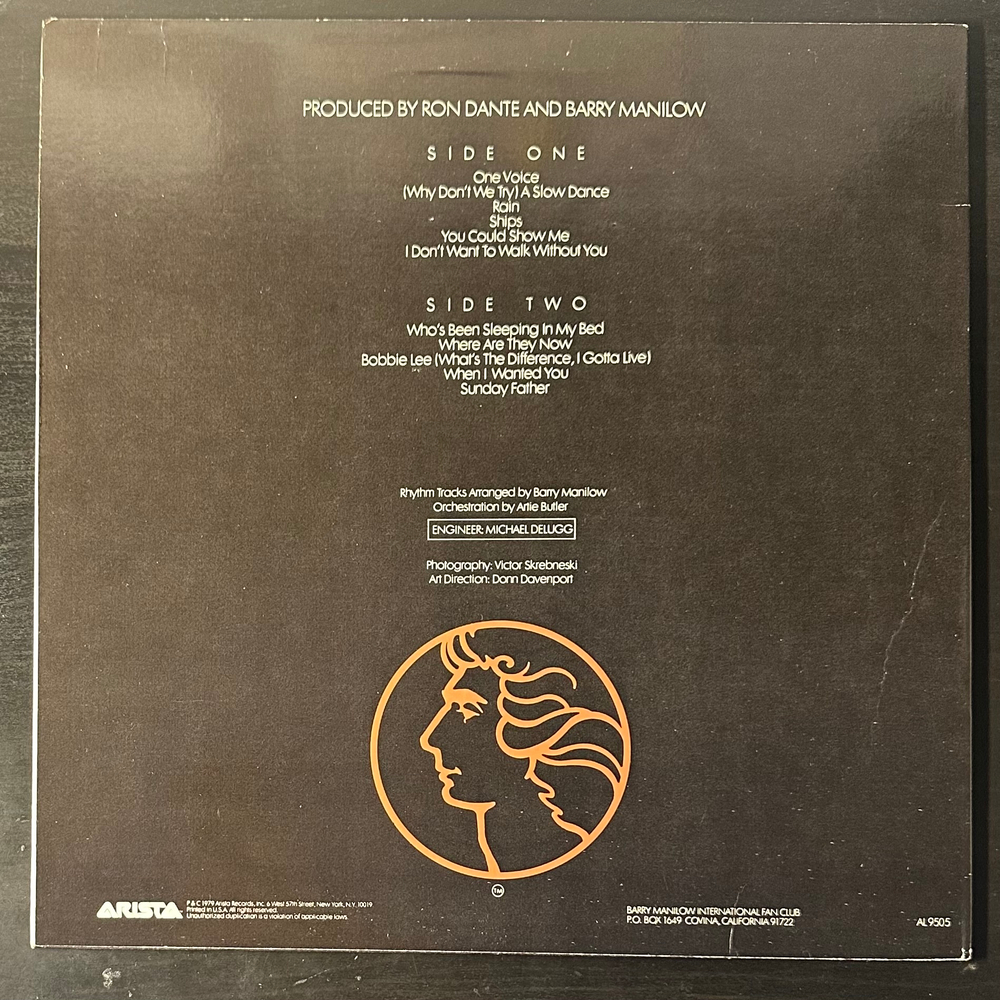 PRODUCED BY RON DANTE AND BARRY MANILOW
SIDE ONE
One Voice
(Why Don't We Try) A Slow Dance
Rain
Ships
You Could Show Me
I Don't Want To Walk Without You
SIDE TWO
Who's Been Sleeping In My Bed
Where Are They Now
Bobbie Lee (What's The Difference, I Gotta Live)
When I Wanted You
Sunday Father
Rhythm Tracks Arranged by Barry Manilow
Orchestration by Artie Butler
ENGINEER: MICHAEL DELUGG
Photography: Victor Skrebneski
Art Direction: Donn Davenport
TM
ARISTA
P & C 1979 Arista Records, Inc. 6 West 57th Street, New York, N.Y. 10019
Printed in U.S.A. All rights reserved.
Unauthorized duplication is a violation of applicable laws.
BARRY MANILOW INTERNATIONAL FAN CLUB
P.O. BOX 1649 COVINA, CALIFORNIA 91722
AL 9505